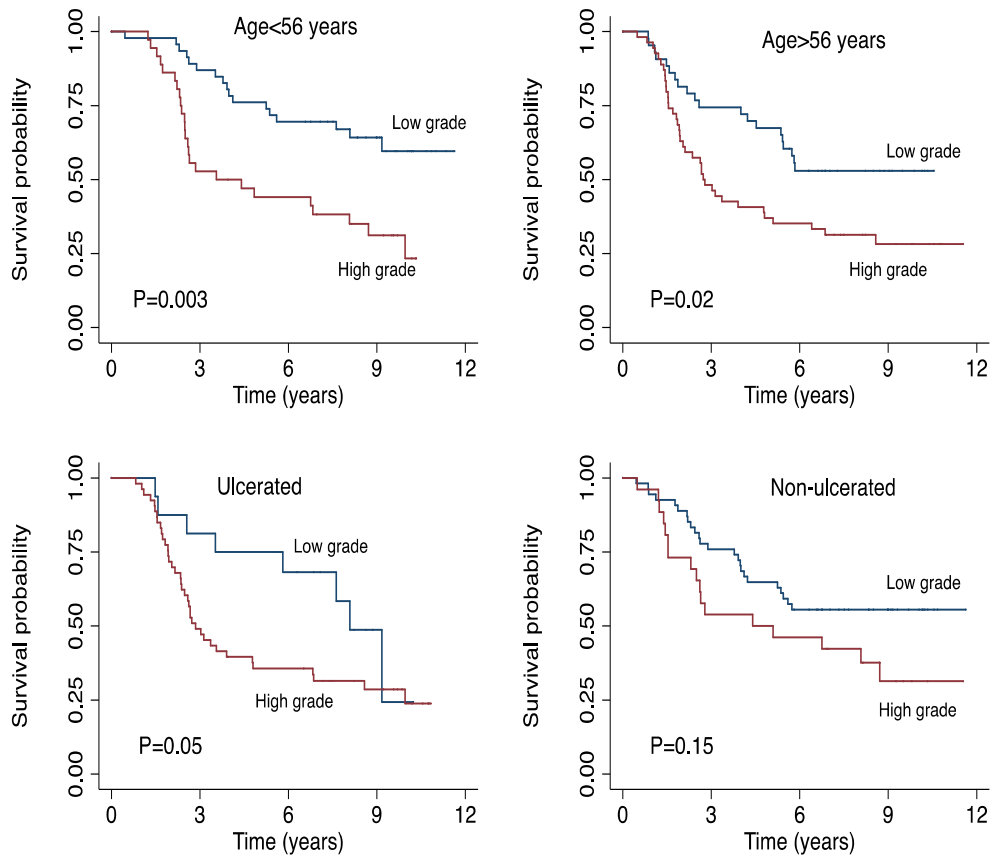 Age<56 years
Survival probability
1.00
0.75
0.50
0.25
0.00
Low grade
High grade
P=0.003
0 3 6 9 12
Time (years)
Age>56 years
Survival probability
1.00
0.75
0.50
0.25
0.00
Low grade
High grade
P=0.02
0 3 6 9 12
Time (years)
Ulcerated
Survival probability
1.00
0.75
0.50
0.25
0.00
Low grade
High grade
P=0.05
0 3 6 9 12
Time (years)
Non-ulcerated
Survival probability
1.00
0.75
0.50
0.25
0.00
Low grade
High grade
P=0.15
0 3 6 9 12
Time (years)